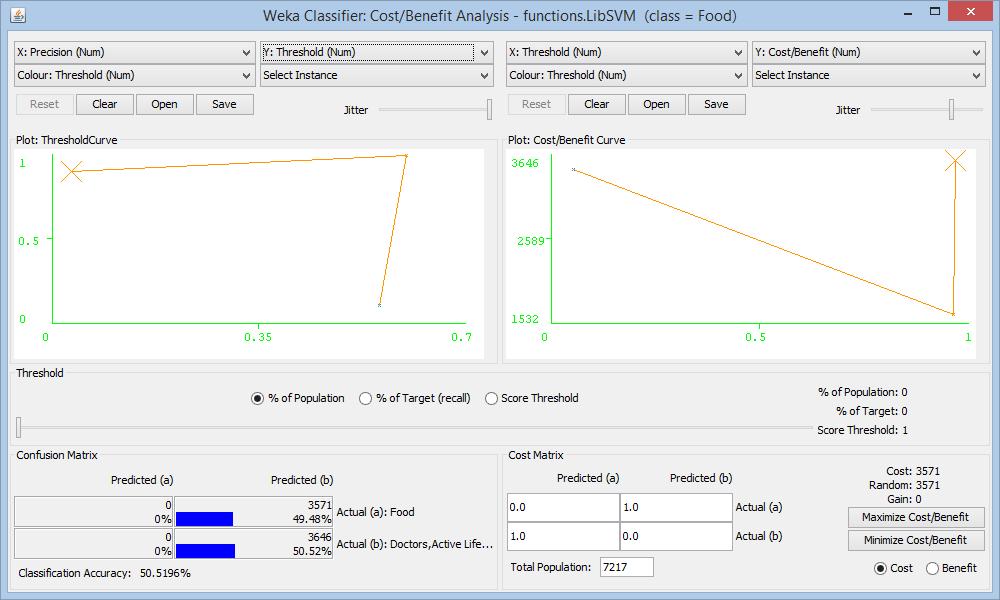 Weka Classifier: Cost/Benefit Analysis - functions.LibSVM (class = Food)
X: Precision (Num)
Y: Threshold (Num)
X: Threshold (Num)
Y: Cost/Benefit (Num)
Colour: Threshold (Num)
Select Instance
Colour: Threshold (Num)
Select Instance
Reset
Clear
Open
Save
Jitter
Reset
Clear
Open
Save
Jitter
Plot: ThresholdCurve
1
0.5
0
0
0.35
0.7
Plot: Cost/Benefit Curve
3646
2589
1532
0
0.5
1
Threshold
% of Population
% of Target (recall)
Score Threshold
% of Population: 0
% of Target: 0
Score Threshold: 1
Confusion Matrix
Predicted (a)
Predicted (b)
0
0%
3571
49.48%
Actual (a): Food
0
0%
3646
50.52%
Actual (b): Doctors,Active Life...
Classification Accuracy: 50.5196%
Cost Matrix
Predicted (a)
Predicted (b)
0.0
1.0
Actual (a)
1.0
0.0
Actual (b)
Total Population: 7217
Cost: 3571
Random: 3571
Gain: 0
Maximize Cost/Benefit
Minimize Cost/Benefit
Cost
Benefit